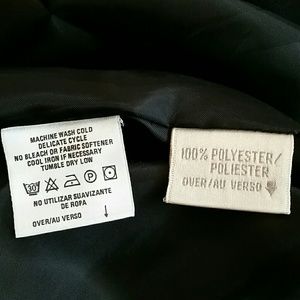 MACHINE WASH COLD
DELICATE CYCLE
NO BLEACH OR FABRIC SOFTENER
COOL IRON IF NECESSARY
TUMBLE DRY LOW
30
P
NO UTILIZAR SUAVIZANTE
DE ROPA
OVER/AU VERSO
100% POLYESTER/
POLIESTER
OVER/AU VERSO